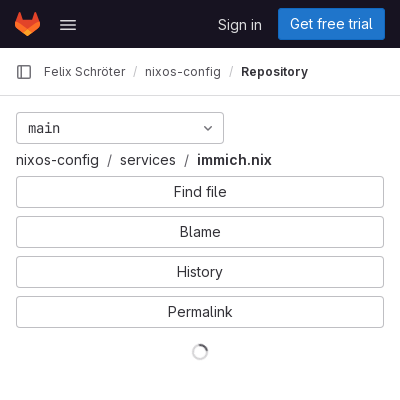 Sign in
Get free trial
Felix Schröter / nixos-config / Repository
main
nixos-config / services / immich.nix
Find file
Blame
History
Permalink